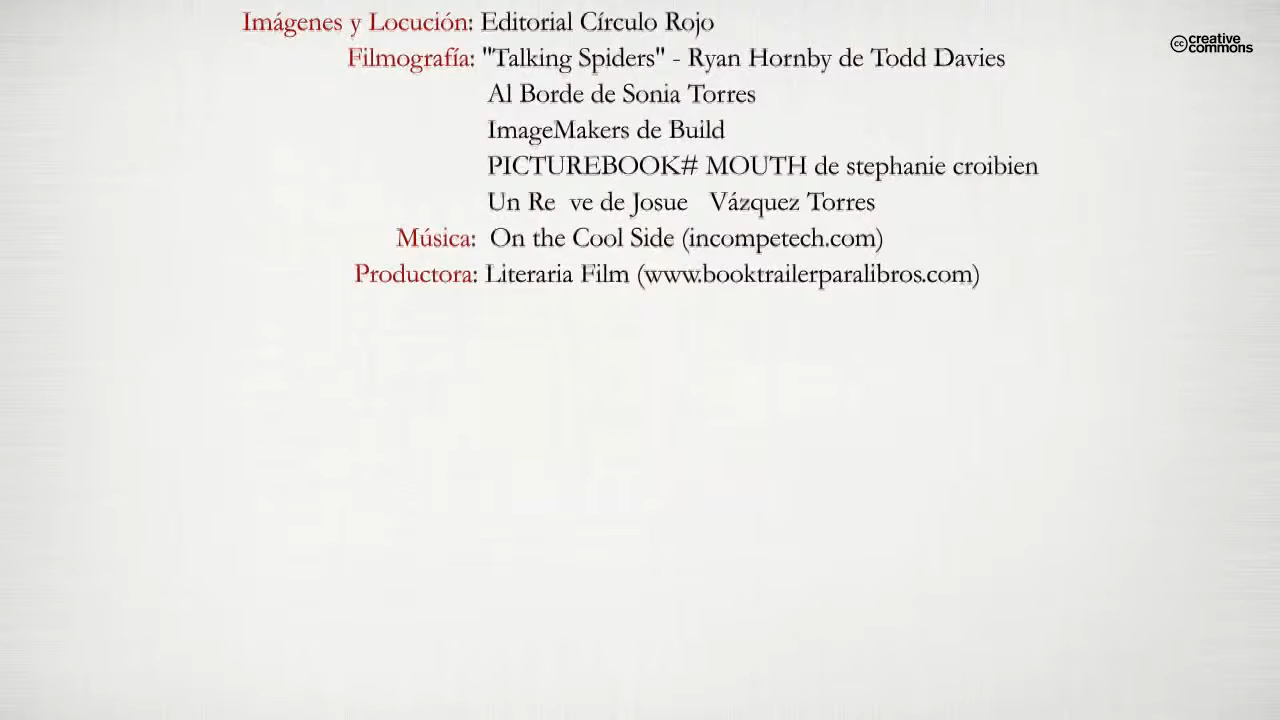 Imágenes y Locución: Editorial Círculo Rojo
Filmografía: "Talking Spiders" - Ryan Hornby de Todd Davies
Al Borde de Sonia Torres
ImageMakers de Build
PICTUREBOOK# MOUTH de stephanie croibien
Un Re ve de Josue Vázquez Torres
Música: On the Cool Side (incompetech.com)
Productora: Literaria Film (www.booktrailerparalibros.com)
cc creative
commons